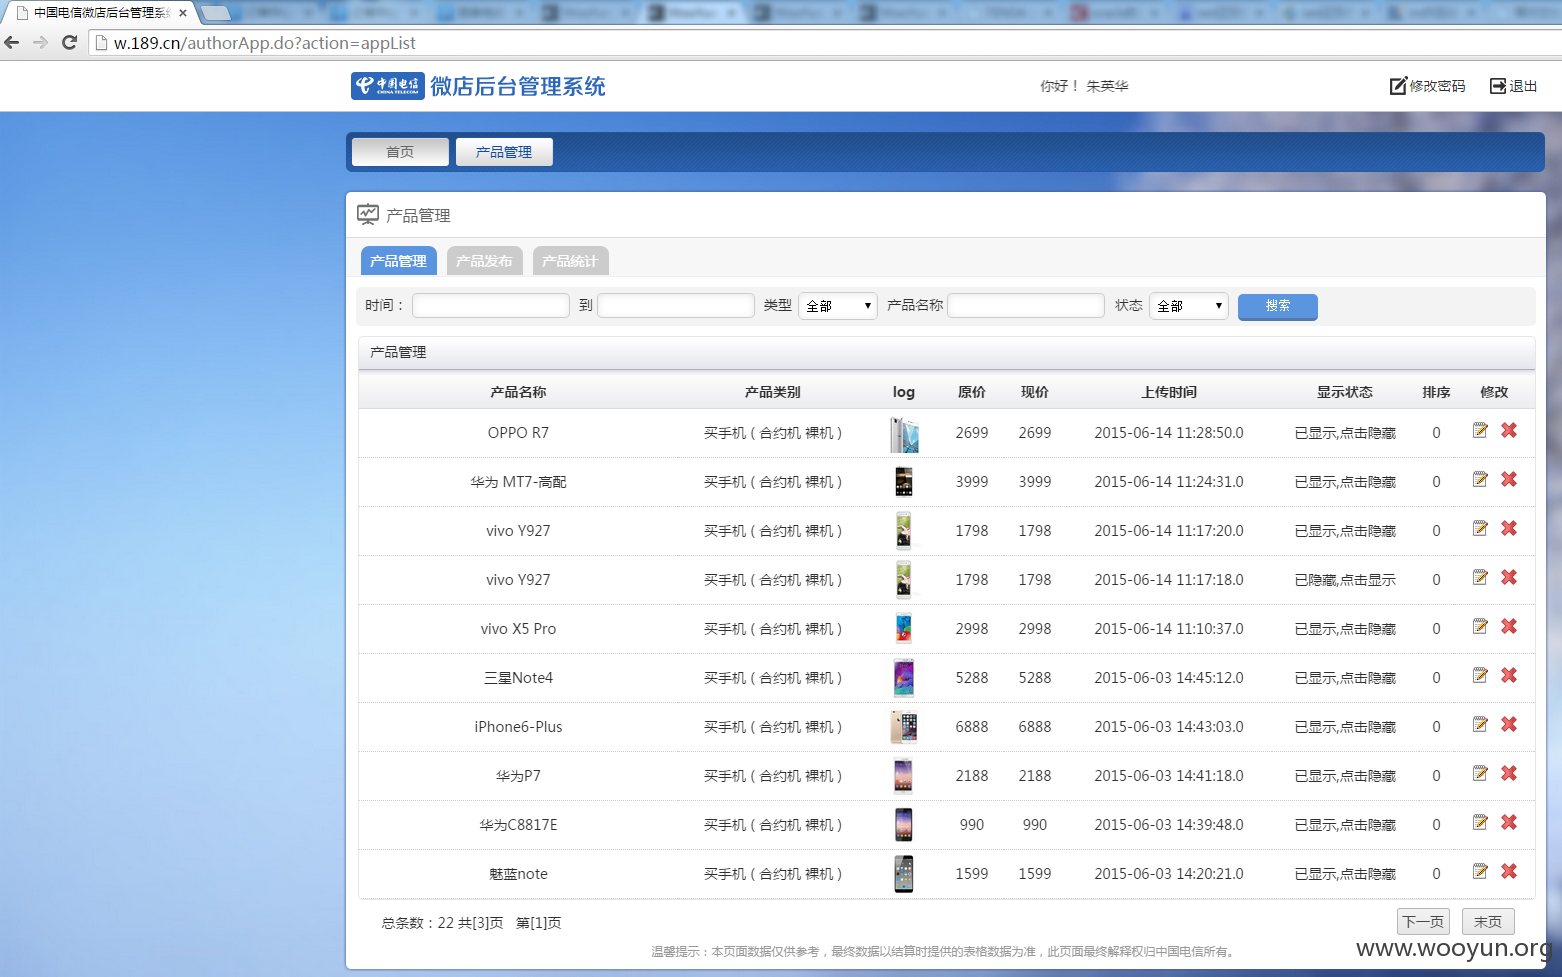 中国电信微店后台管理系统
w.189.cn/authorApp.do?action=appList
中国电信 CHINA TELECOM 微店后台管理系统 你好！ 朱英华 修改密码 退出
首页 产品管理
产品管理
产品管理 产品发布 产品统计
时间： 到 类型 全部 产品名称 状态 全部 搜索
产品管理
产品名称 产品类别 log 原价 现价 上传时间 显示状态 排序 修改
OPPO R7 买手机（合约机 裸机） 2699 2699 2015-06-14 11:28:50.0 已显示,点击隐藏 0
华为 MT7-高配 买手机（合约机 裸机） 3999 3999 2015-06-14 11:24:31.0 已显示,点击隐藏 0
vivo Y927 买手机（合约机 裸机） 1798 1798 2015-06-14 11:17:20.0 已显示,点击隐藏 0
vivo Y927 买手机（合约机 裸机） 1798 1798 2015-06-14 11:17:18.0 已隐藏,点击显示 0
vivo X5 Pro 买手机（合约机 裸机） 2998 2998 2015-06-14 11:10:37.0 已显示,点击隐藏 0
三星Note4 买手机（合约机 裸机） 5288 5288 2015-06-03 14:45:12.0 已显示,点击隐藏 0
iPhone6-Plus 买手机（合约机 裸机） 6888 6888 2015-06-03 14:43:03.0 已显示,点击隐藏 0
华为P7 买手机（合约机 裸机） 2188 2188 2015-06-03 14:41:18.0 已显示,点击隐藏 0
华为C8817E 买手机（合约机 裸机） 990 990 2015-06-03 14:39:48.0 已显示,点击隐藏 0
魅蓝note 买手机（合约机 裸机） 1599 1599 2015-06-03 14:20:21.0 已显示,点击隐藏 0
总条数：22 共[3]页 第[1]页 下一页 末页
温馨提示：本页面数据仅供参考，最终数据以结算时提供的表格数据为准，此页面最终解释权归中国电信所有。
www.wooyun.org